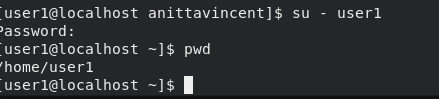 [user1@localhost anittavincent]$ su - user1
Password:
[user1@localhost ~]$ pwd
/home/user1
[user1@localhost ~]$